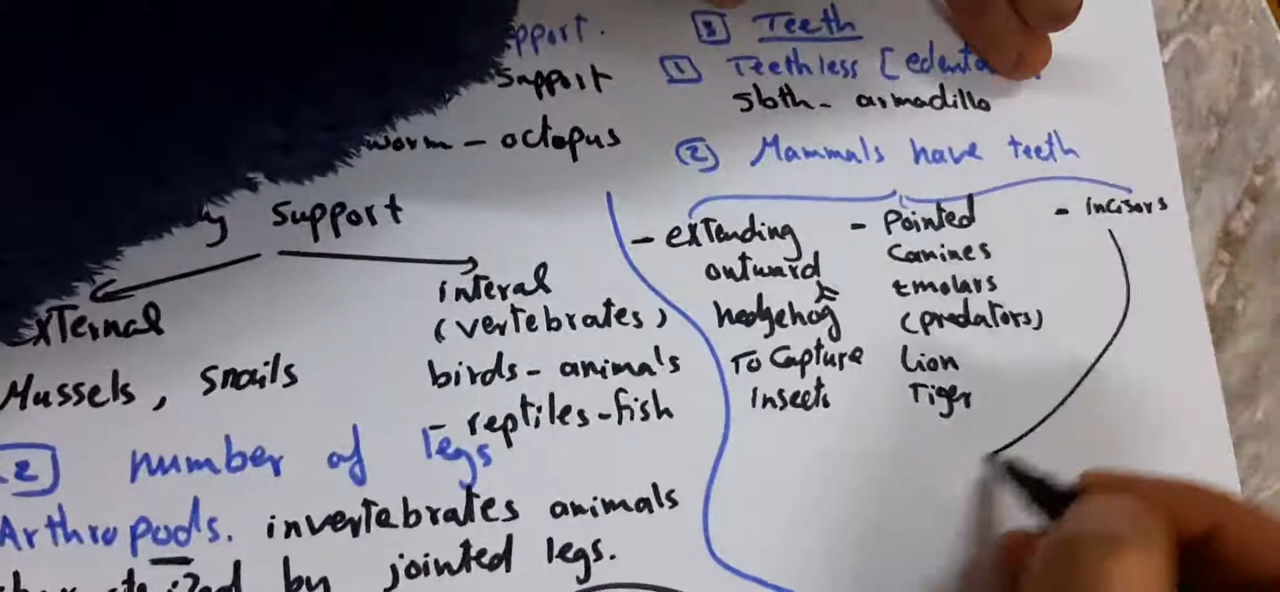 support.
support
worm - octopus
support
External
Mussels, snails
interal
(vertebrates)
birds - animals
- reptiles - fish
2 number of legs
Arthropods. invertebrates animals
by jointed legs.
3 Teeth
1 Teethless [edenta
sloth - armadillo
2 Mammals have teeth
- extending
outward
hedgehog
To Capture
insects
- Pointed
Canines
& molars
(predators)
Lion
Tiger
- incisors